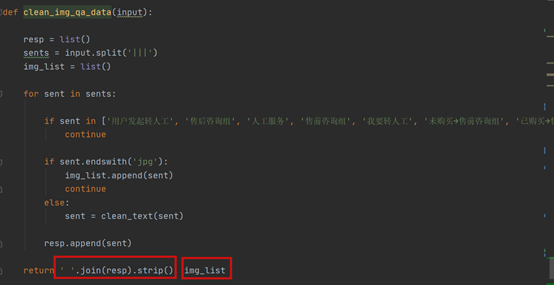 def clean_img_qa_data(input):
resp = list()
sents = input.split('|||')
img_list = list()
for sent in sents:
if sent in ['用户发起转人工', '售后咨询组', '人工服务', '售前咨询组', '我要转人工', '未购买→售前咨询组', '已购买→
continue
if sent.endswith('jpg'):
img_list.append(sent)
continue
else:
sent = clean_text(sent)
resp.append(sent)
return ' '.join(resp).strip() img_list